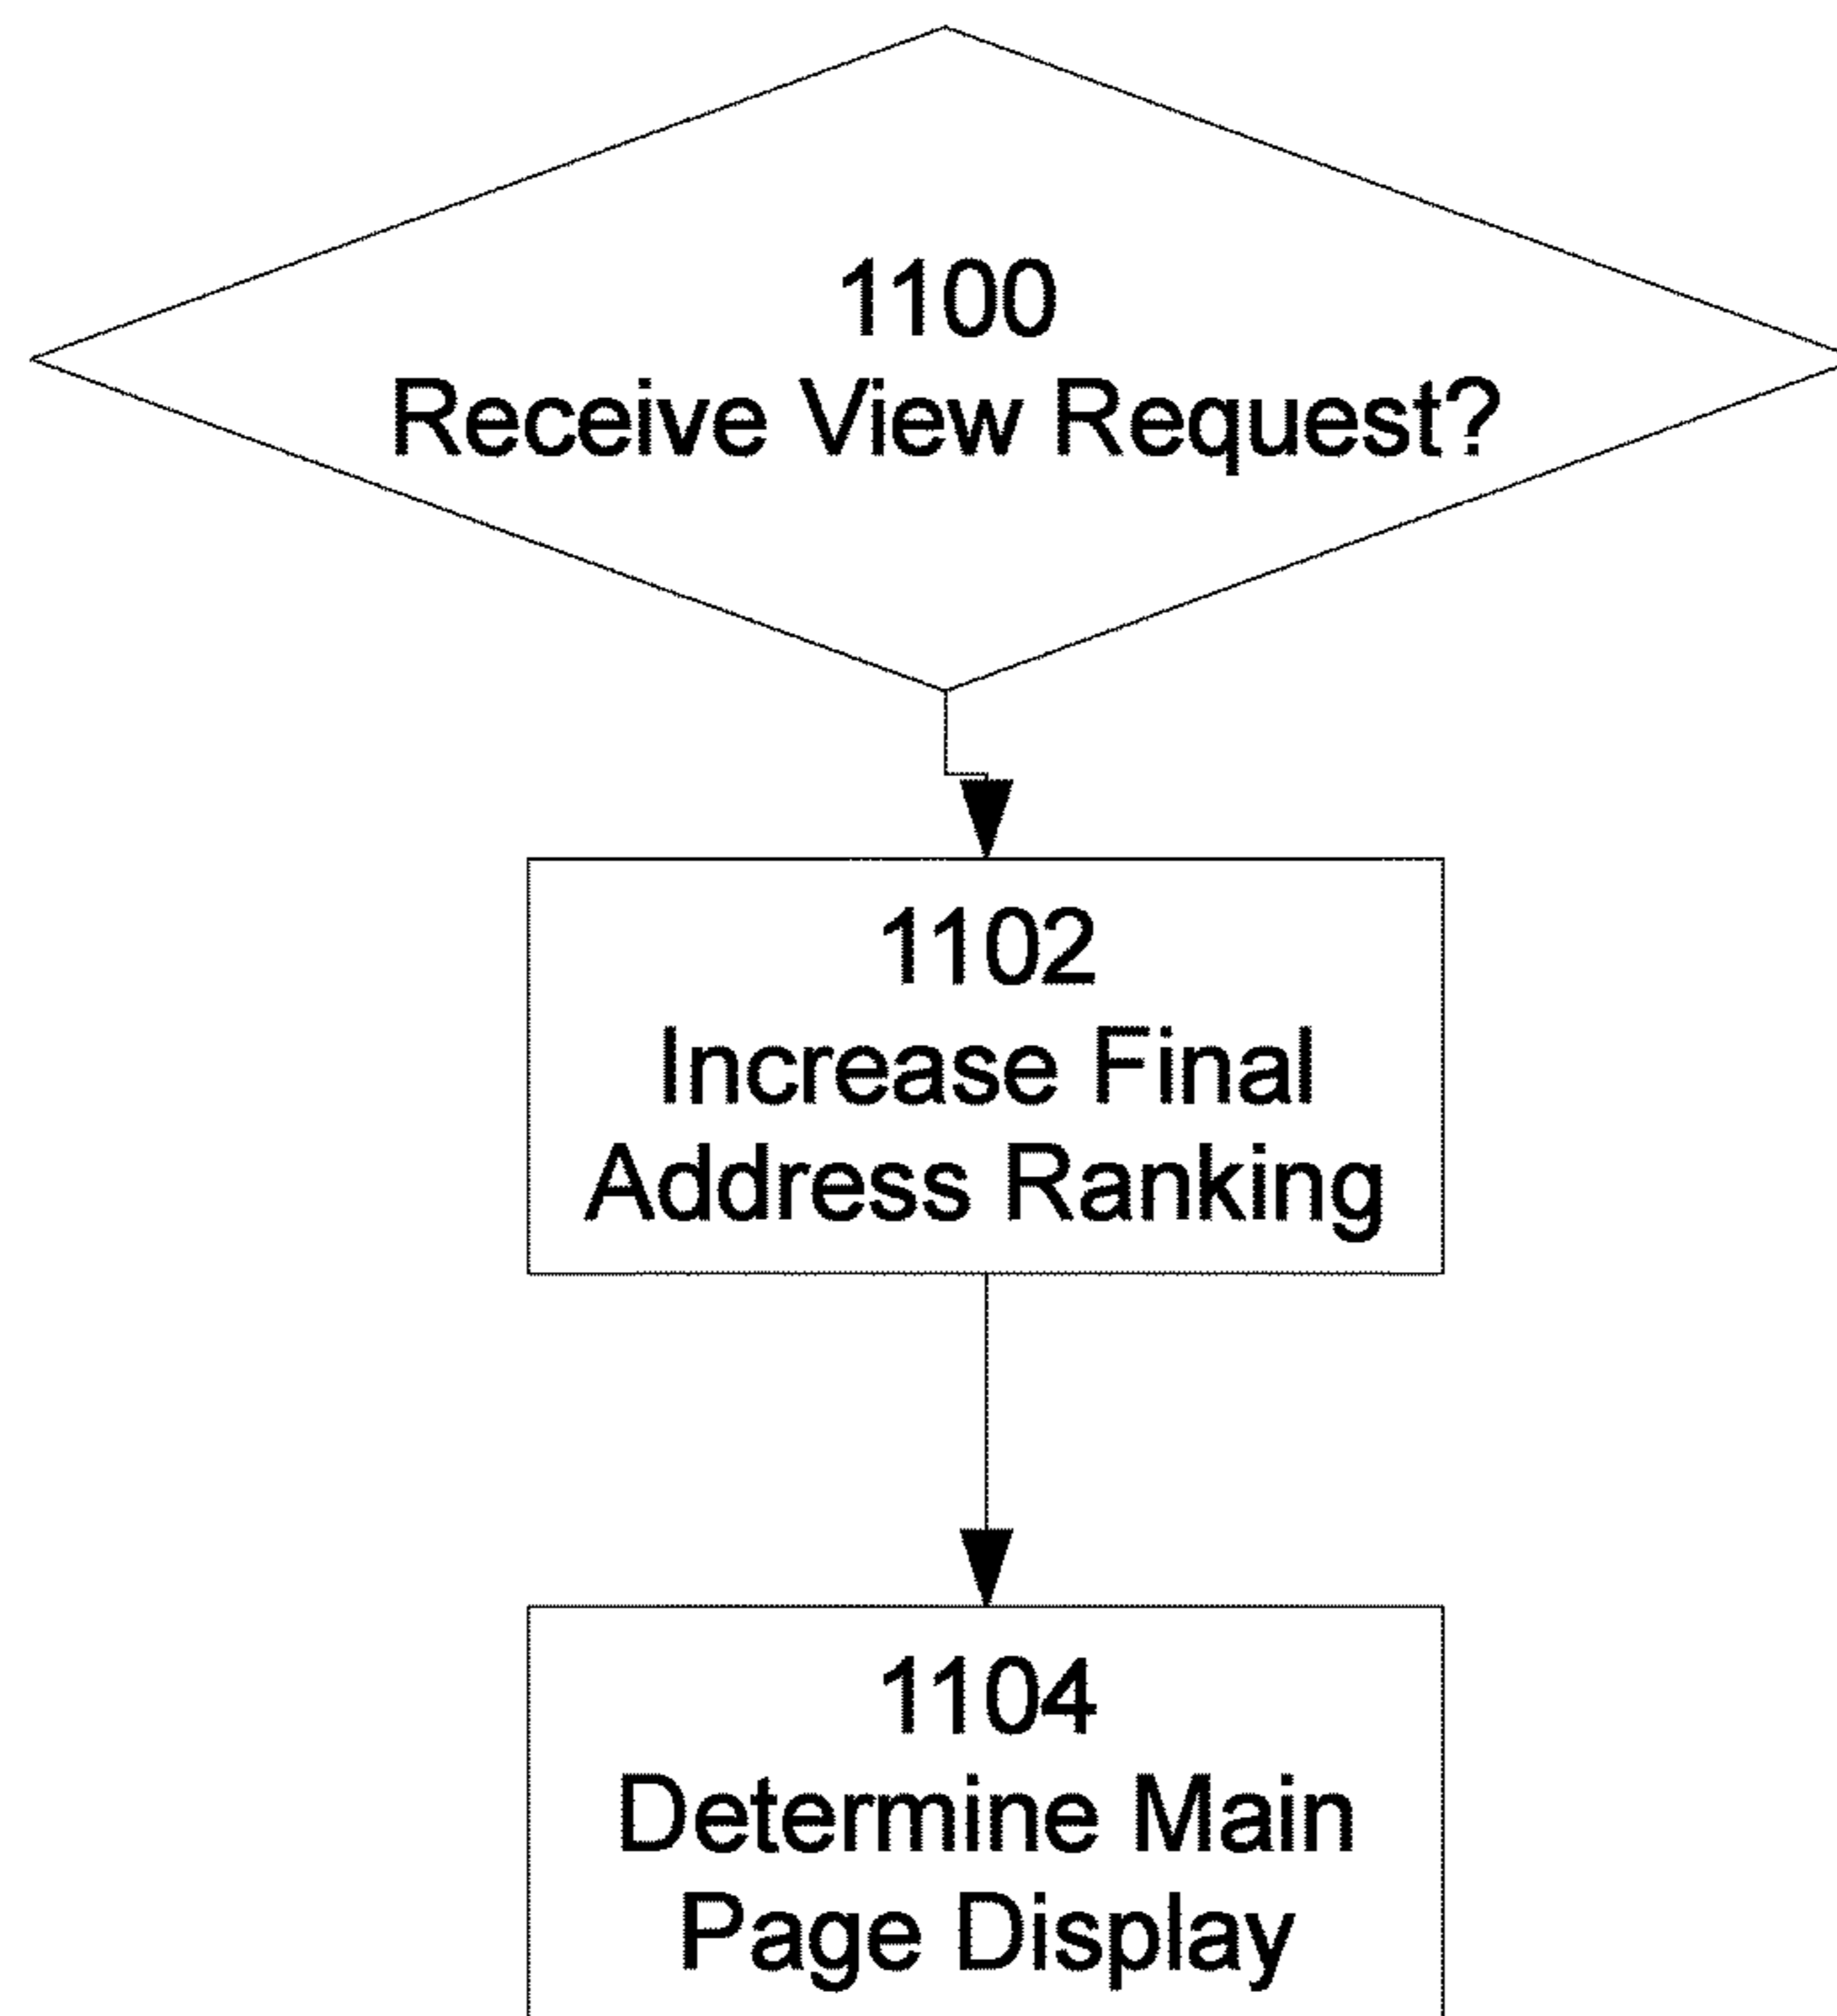 1100
Receive View Request?
1102
Increase Final
Address Ranking
1104
Determine Main
Page Display